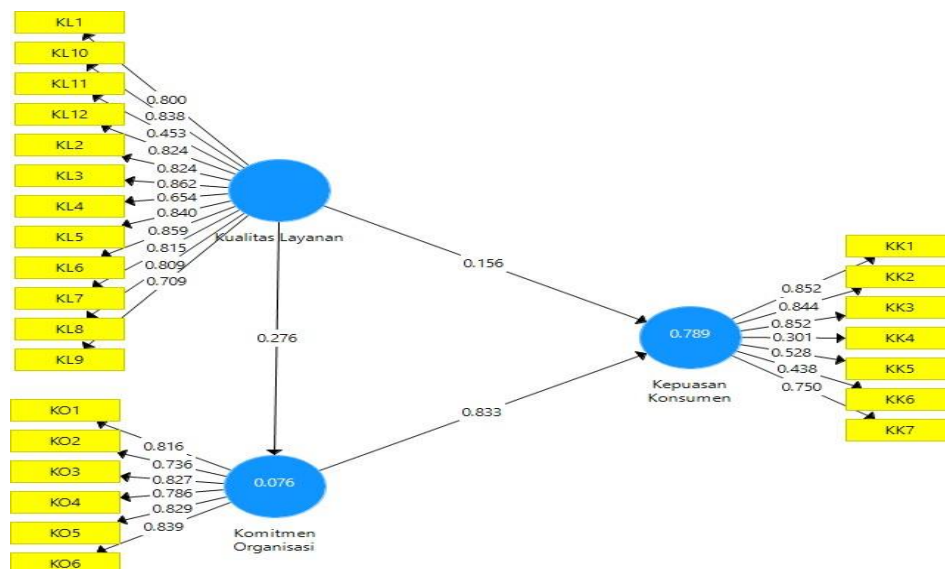 KL1
KL10
KL11
KL12
KL2
KL3
KL4
KL5
KL6
KL7
KL8
KL9
0.800
0.838
0.453
0.824
0.824
0.862
0.654
0.840
0.859
0.815
0.809
0.709
Kualitas Layanan
0.156
0.276
0.833
KO1
KO2
KO3
KO4
KO5
KO6
0.816
0.736
0.827
0.786
0.829
0.839
0.076
Komitmen
Organisasi
0.789
Kepuasan
Konsumen
0.852
0.844
0.852
0.301
0.528
0.438
0.750
KK1
KK2
KK3
KK4
KK5
KK6
KK7